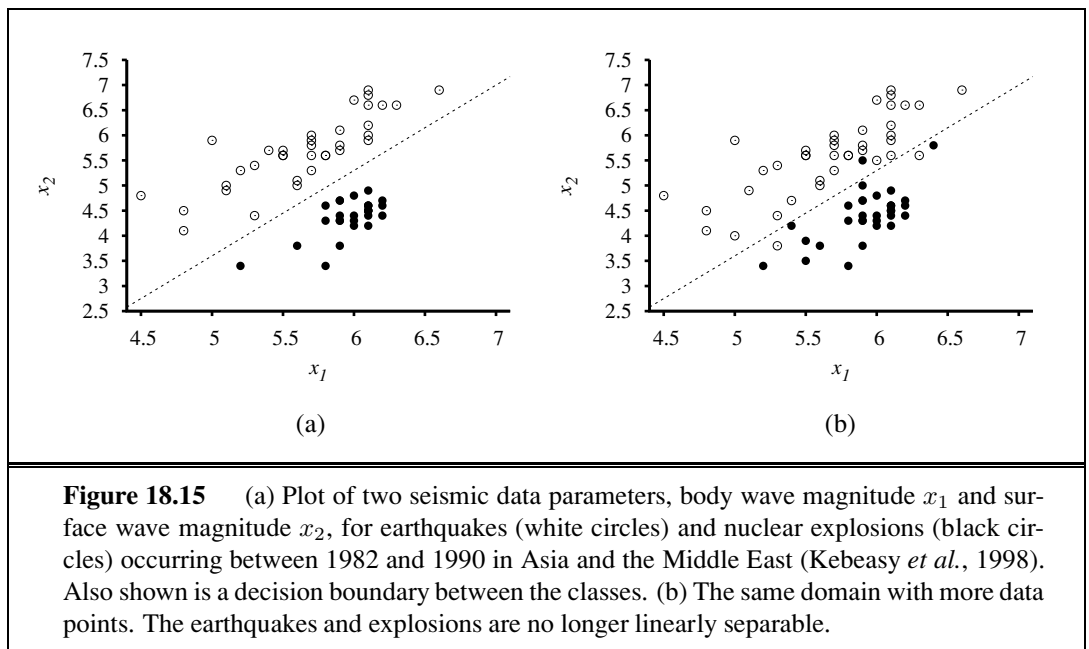 7.5
7
6.5
6
5.5
5
4.5
4
3.5
3
2.5
x2
4.5 5 5.5 6 6.5 7
x1
(a)
7.5
7
6.5
6
5.5
5
4.5
4
3.5
3
2.5
x2
4.5 5 5.5 6 6.5 7
x1
(b)
Figure 18.15 (a) Plot of two seismic data parameters, body wave magnitude x1 and sur-
face wave magnitude x2, for earthquakes (white circles) and nuclear explosions (black cir-
cles) occurring between 1982 and 1990 in Asia and the Middle East (Kebeasy et al., 1998).
Also shown is a decision boundary between the classes. (b) The same domain with more data
points. The earthquakes and explosions are no longer linearly separable.